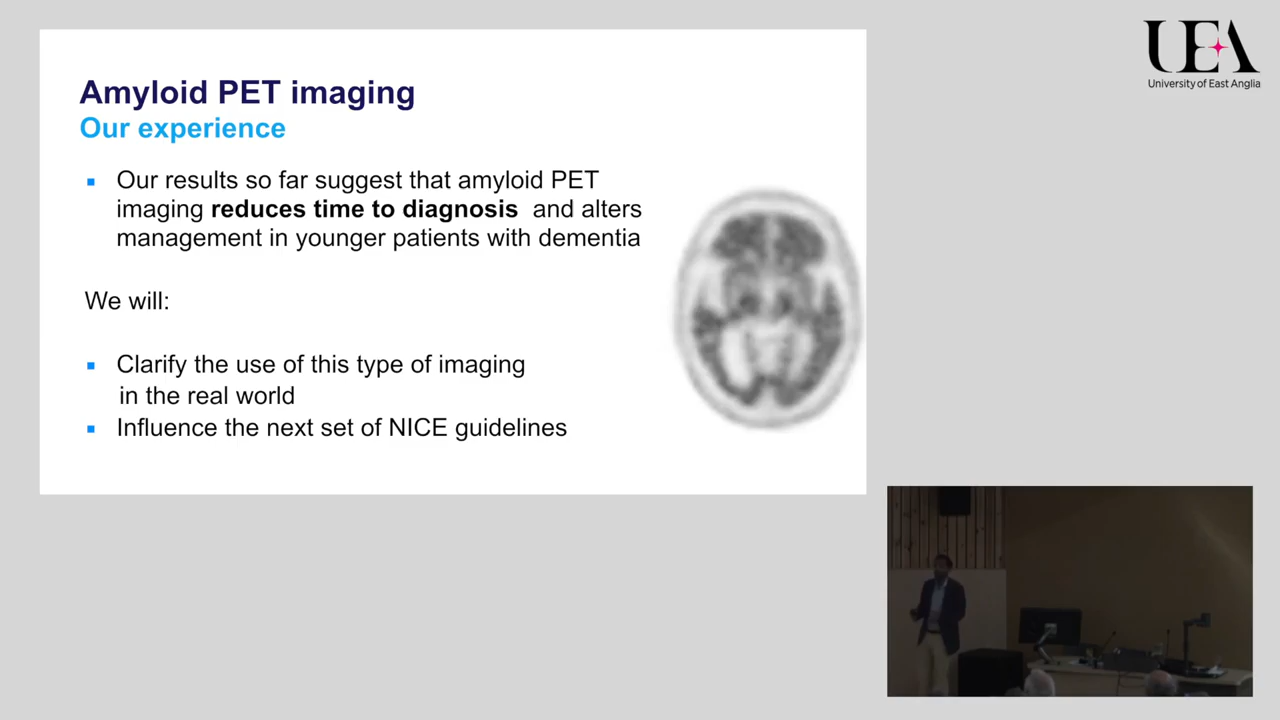 UEA
University of East Anglia
Amyloid PET imaging
Our experience
Our results so far suggest that amyloid PET
imaging reduces time to diagnosis and alters
management in younger patients with dementia
We will:
Clarify the use of this type of imaging
in the real world
Influence the next set of NICE guidelines